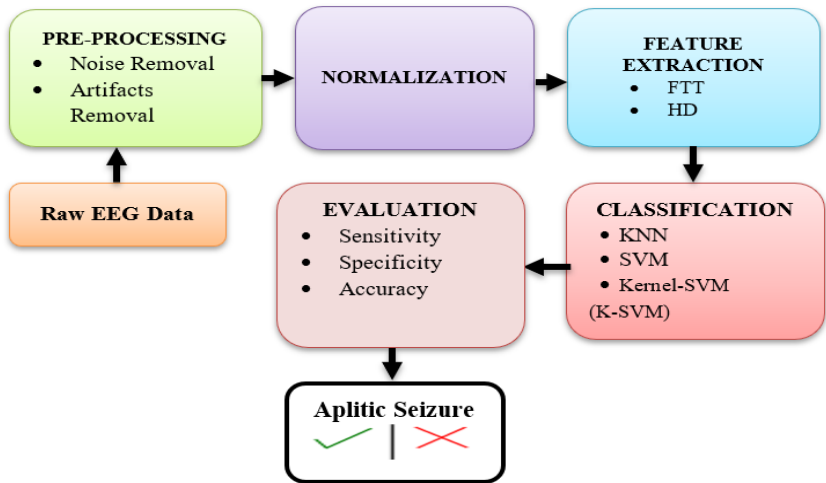 PRE-PROCESSING
• Noise Removal
• Artifacts
Removal
NORMALIZATION
FEATURE
EXTRACTION
• FTT
• HD
Raw EEG Data
EVALUATION
• Sensitivity
• Specificity
• Accuracy
CLASSIFICATION
• KNN
• SVM
• Kernel-SVM
(K-SVM)
Aplitic Seizure